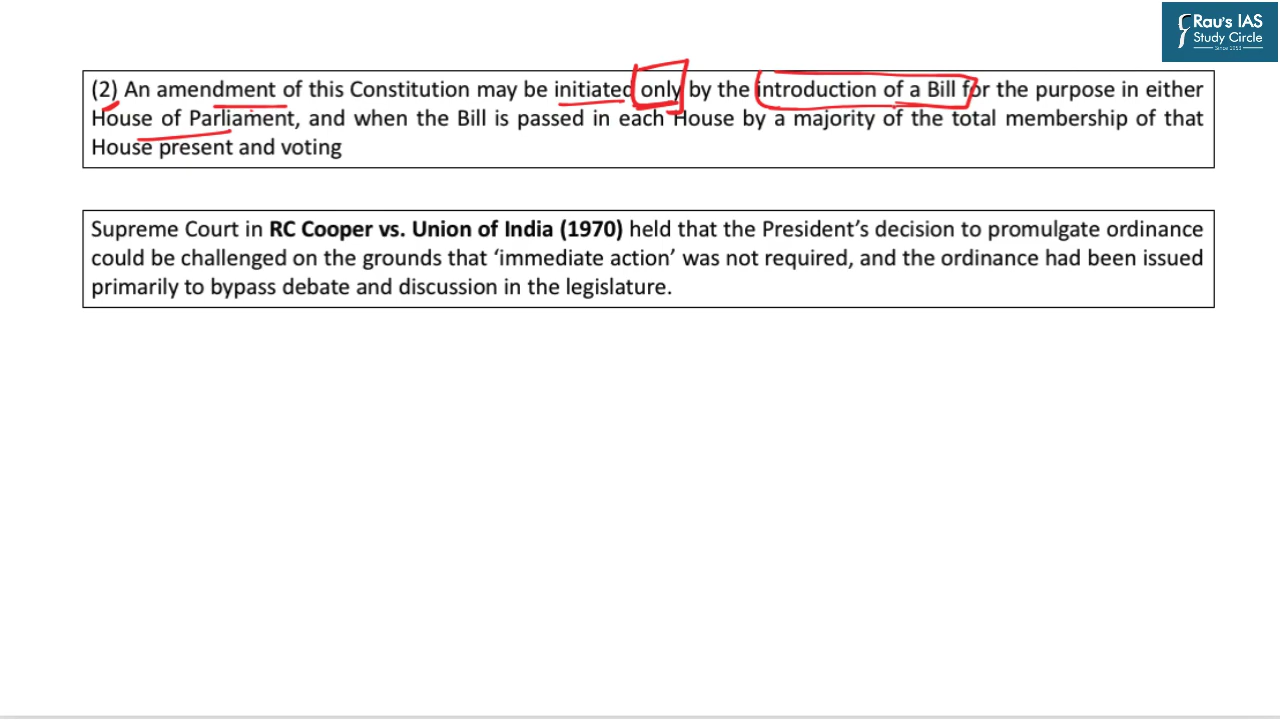 Rau's IAS
Study Circle
Since 1953
(2) An amendment of this Constitution may be initiated only by the introduction of a Bill for the purpose in either
House of Parliament, and when the Bill is passed in each House by a majority of the total membership of that
House present and voting
Supreme Court in RC Cooper vs. Union of India (1970) held that the President’s decision to promulgate ordinance
could be challenged on the grounds that ‘immediate action’ was not required, and the ordinance had been issued
primarily to bypass debate and discussion in the legislature.